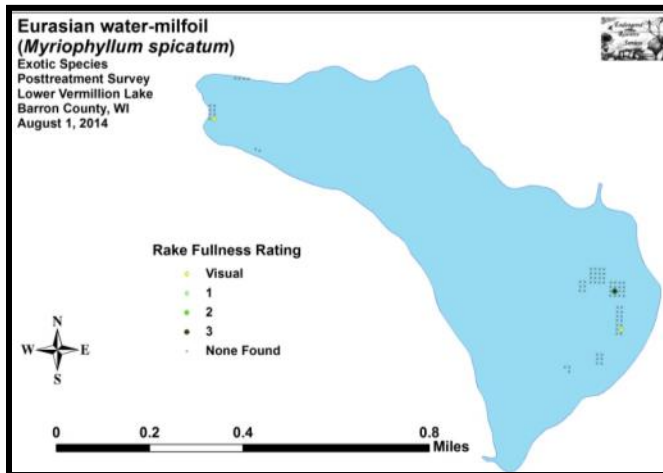 Eurasian water-milfoil
(Myriophyllum spicatum)
Exotic Species
Posttreatment Survey
Lower Vermillion Lake
Barron County, WI
August 1, 2014
Rake Fullness Rating
Visual
1
2
3
None Found
N
W E
S
0 0.2 0.4 0.8
Miles